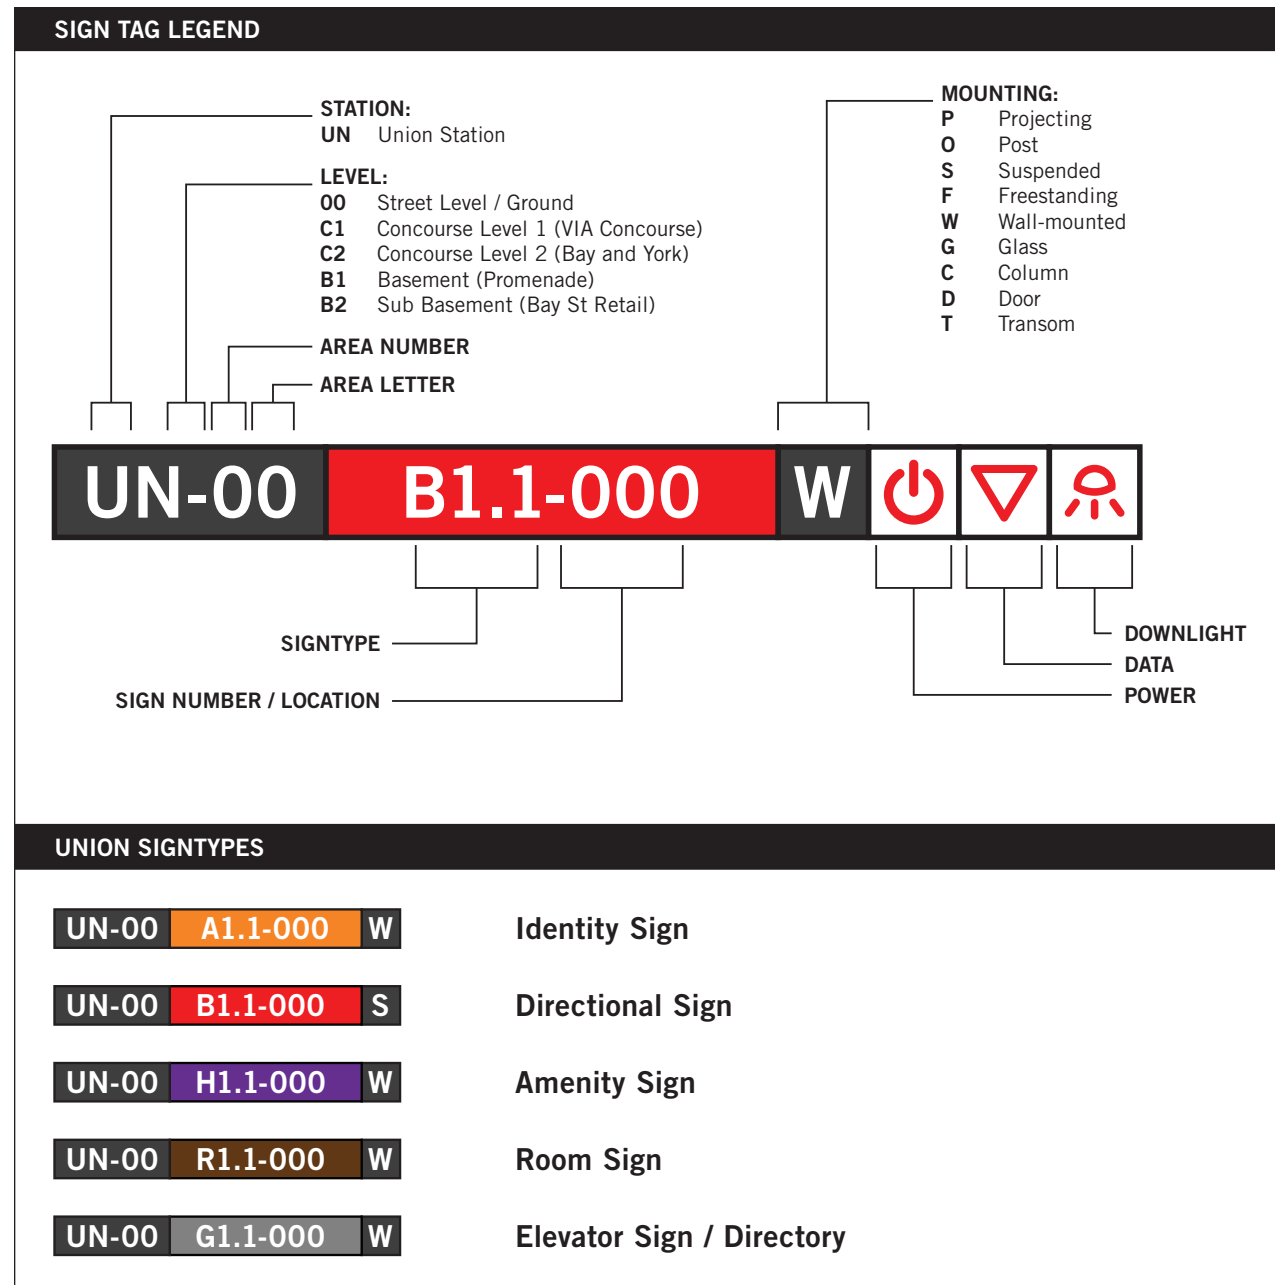 SIGN TAG LEGEND
STATION:
UN Union Station
LEVEL:
00 Street Level / Ground
C1 Concourse Level 1 (VIA Concourse)
C2 Concourse Level 2 (Bay and York)
B1 Basement (Promenade)
B2 Sub Basement (Bay St Retail)
AREA NUMBER
AREA LETTER
MOUNTING:
P Projecting
O Post
S Suspended
F Freestanding
W Wall-mounted
G Glass
C Column
D Door
T Transom
UN-00 B1.1-000 W
SIGNTYPE
SIGN NUMBER / LOCATION
DOWNLIGHT
DATA
POWER
UNION SIGNTYPES
UN-00 A1.1-000 W Identity Sign
UN-00 B1.1-000 S Directional Sign
UN-00 H1.1-000 W Amenity Sign
UN-00 R1.1-000 W Room Sign
UN-00 G1.1-000 W Elevator Sign / Directory